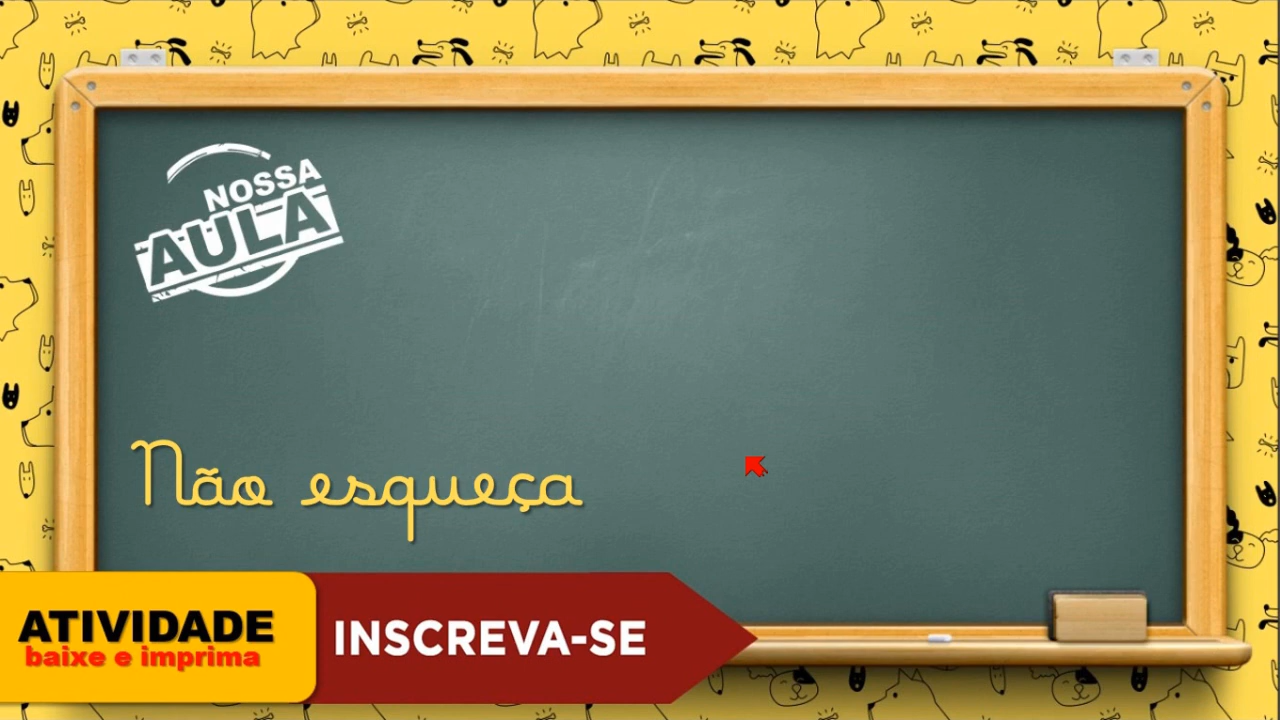 NOSSA
AULA
Não esqueça
ATIVIDADE
baixe e imprima
INSCREVA-SE